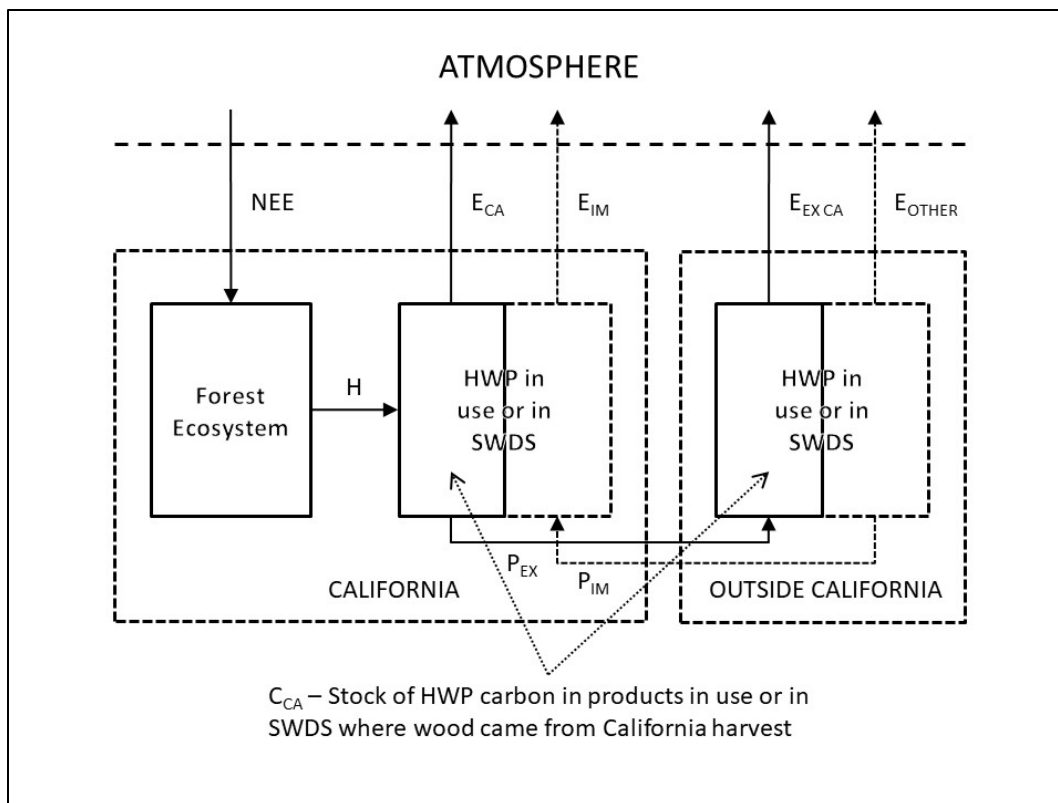 ATMOSPHERE
NEE
E_CA
E_IM
E_EX CA
E_OTHER
Forest
Ecosystem
H
HWP in
use or in
SWDS
HWP in
use or in
SWDS
P_EX
P_IM
CALIFORNIA
OUTSIDE CALIFORNIA
C_CA – Stock of HWP carbon in products in use or in
SWDS where wood came from California harvest